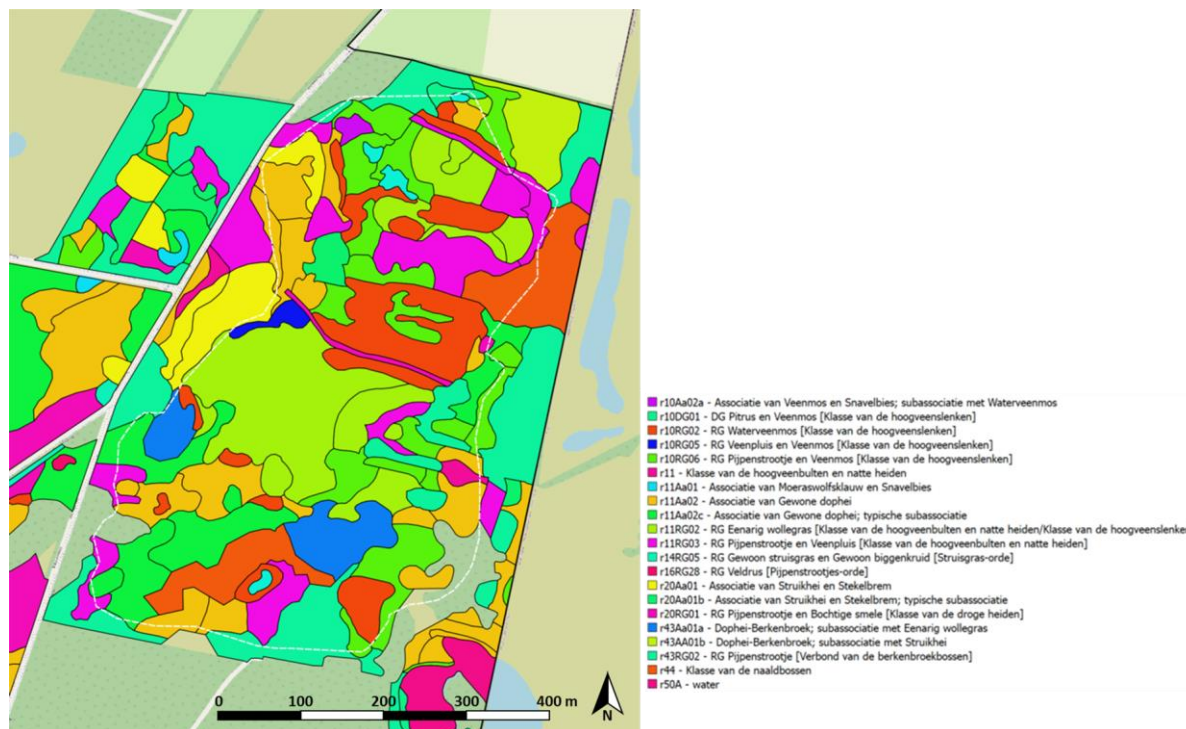 r10Aa02a - Associatie van Veenmos en Snavelbies; subassociatie met Waterveenmos
r10DG01 - DG Pitrus en Veenmos [Klasse van de hoogveenslenken]
r10RG02 - RG Waterveenmos [Klasse van de hoogveenslenken]
r10RG05 - RG Veenpluis en Veenmos [Klasse van de hoogveenslenken]
r10RG06 - RG Pijpenstrootje en Veenmos [Klasse van de hoogveenslenken]
r11 - Klasse van de hoogveenbulten en natte heiden
r11Aa01 - Associatie van Moeraswolfsklauw en Snavelbies
r11Aa02 - Associatie van Gewone dophei
r11Aa02c - Associatie van Gewone dophei; typische subassociatie
r11RG02 - RG Eenarig wollegras [Klasse van de hoogveenbulten en natte heiden/Klasse van de hoogveenslenke
r11RG03 - RG Pijpenstrootje en Veenpluis [Klasse van de hoogveenbulten en natte heiden]
r14RG05 - RG Gewoon struisgras en Gewoon biggenkruid [Struisgras-orde]
r16RG28 - RG Veldrus [Pijpenstrootjes-orde]
r20Aa01 - Associatie van Struikhei en Stekelbrem
r20Aa01b - Associatie van Struikhei en Stekelbrem; typische subassociatie
r20RG01 - RG Pijpenstrootje en Bochtige smele [Klasse van de droge heiden]
r43Aa01a - Dophei-Berkenbroek; subassociatie met Eenarig wollegras
r43AA01b - Dophei-Berkenbroek; subassociatie met Struikhei
r43RG02 - RG Pijpenstrootje [Verbond van de berkenbroekbossen]
r44 - Klasse van de naaldbossen
r50A - water
0 100 200 300 400 m
N